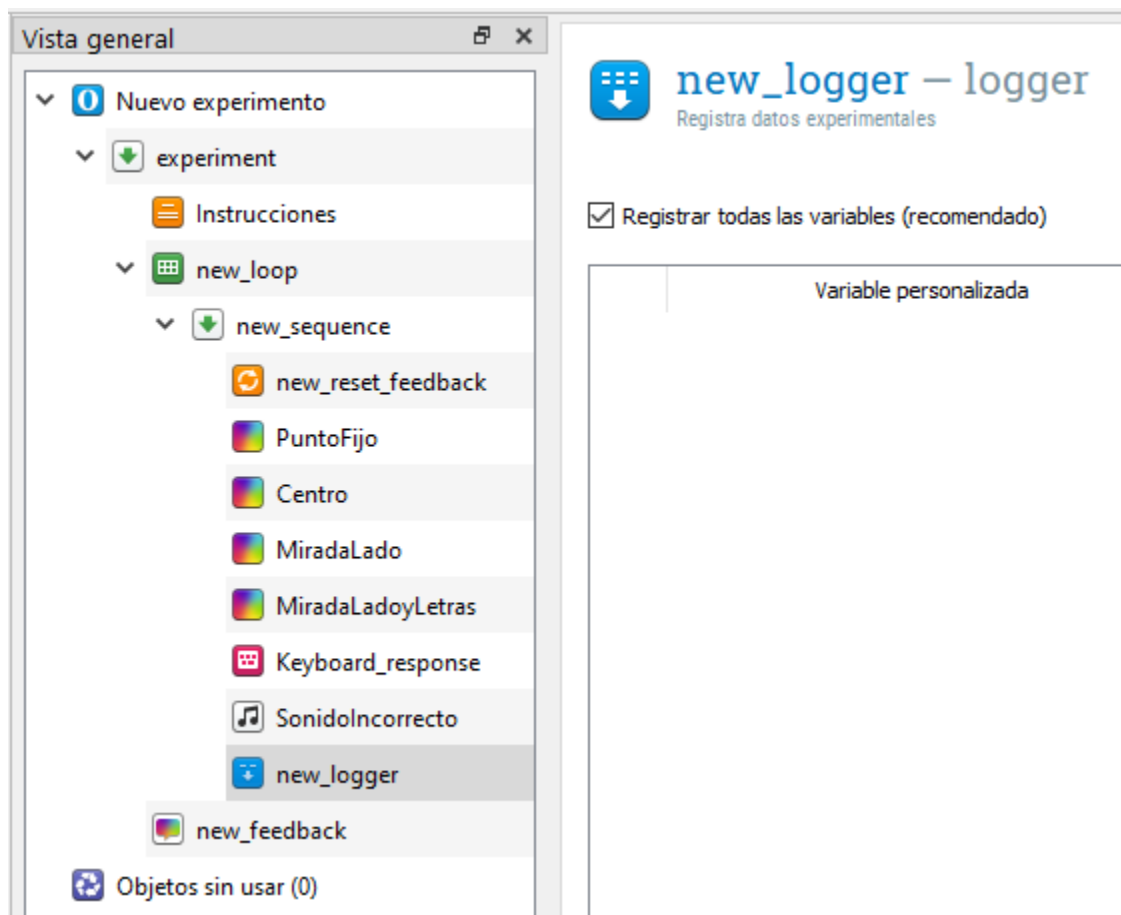 Vista general
Nuevo experimento
experiment
Instrucciones
new_loop
new_sequence
new_reset_feedback
PuntoFijo
Centro
MiradaLado
MiradaLadoyLetras
Keyboard_response
SonidoIncorrecto
new_logger
new_feedback
Objetos sin usar (0)
new_logger — logger
Registra datos experimentales
Registrar todas las variables (recomendado)
Variable personalizada